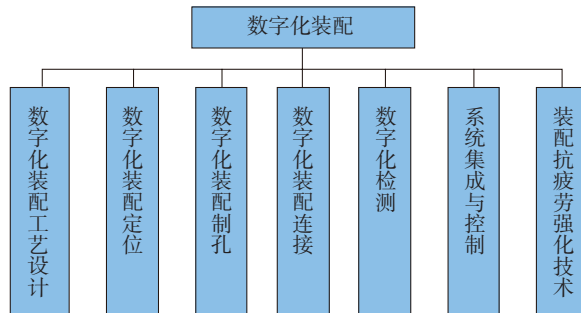 数字化装配
数字化装配工艺设计
数字化装配定位
数字化装配制孔
数字化装配连接
数字化检测
系统集成与控制
装配抗疲劳强化技术